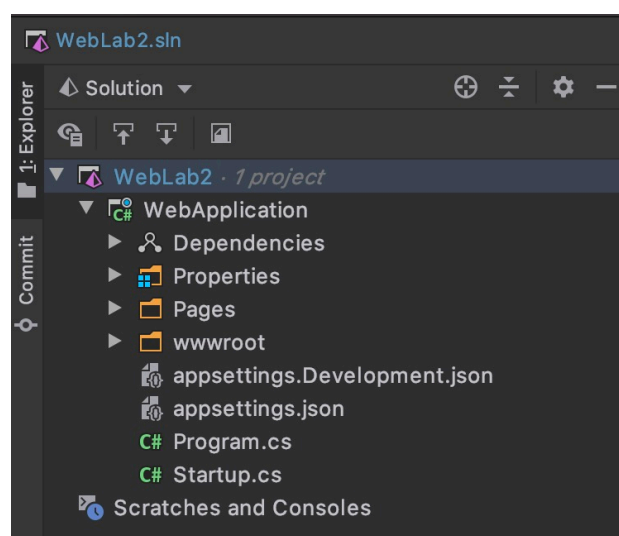 WebLab2.sln
1: Explorer
Commit
Solution
WebLab2 · 1 project
C# WebApplication
Dependencies
Properties
Pages
wwwroot
appsettings.Development.json
appsettings.json
C# Program.cs
C# Startup.cs
Scratches and Consoles